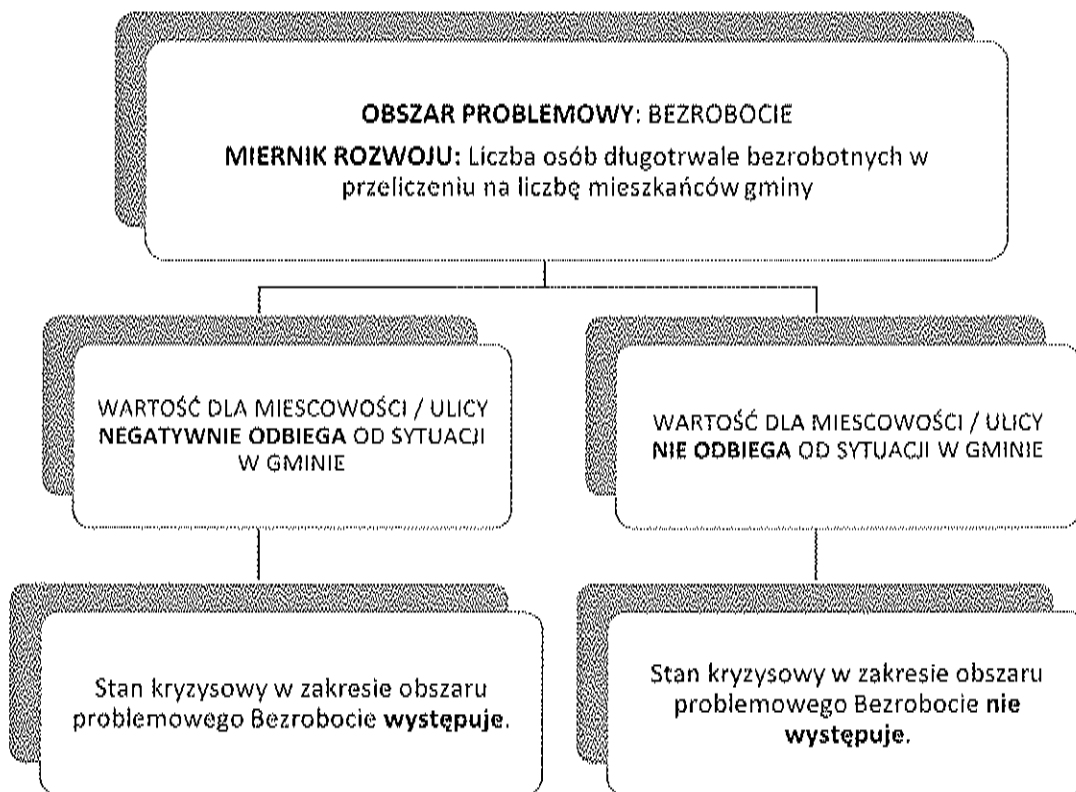 OBSZAR PROBLEMOWY: BEZROBOCIE
MIERNIK ROZWOJU: Liczba osób długotrwale bezrobotnych w
przeliczeniu na liczbę mieszkańców gminy
WARTOŚĆ DLA MIESCOWOŚCI / ULICY
NEGATYWNIE ODBIEGA OD SYTUACJI
W GMINIE
WARTOŚĆ DLA MIESCOWOŚCI / ULICY
NIE ODBIEGA OD SYTUACJI W GMINIE
Stan kryzysowy w zakresie obszaru
problemowego Bezrobocie występuje.
Stan kryzysowy w zakresie obszaru
problemowego Bezrobocie nie
występuje.